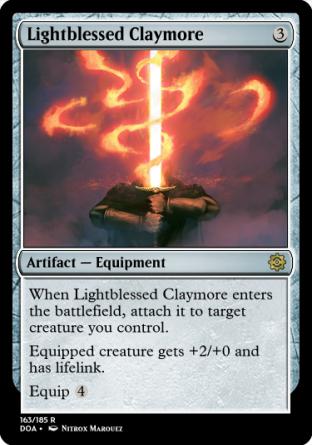 Lightblessed Claymore 3
Artifact — Equipment
When Lightblessed Claymore enters
the battlefield, attach it to target
creature you control.
Equipped creature gets +2/+0 and
has lifelink.
Equip 4
163/185 R
DOA • Nitrox Marquez